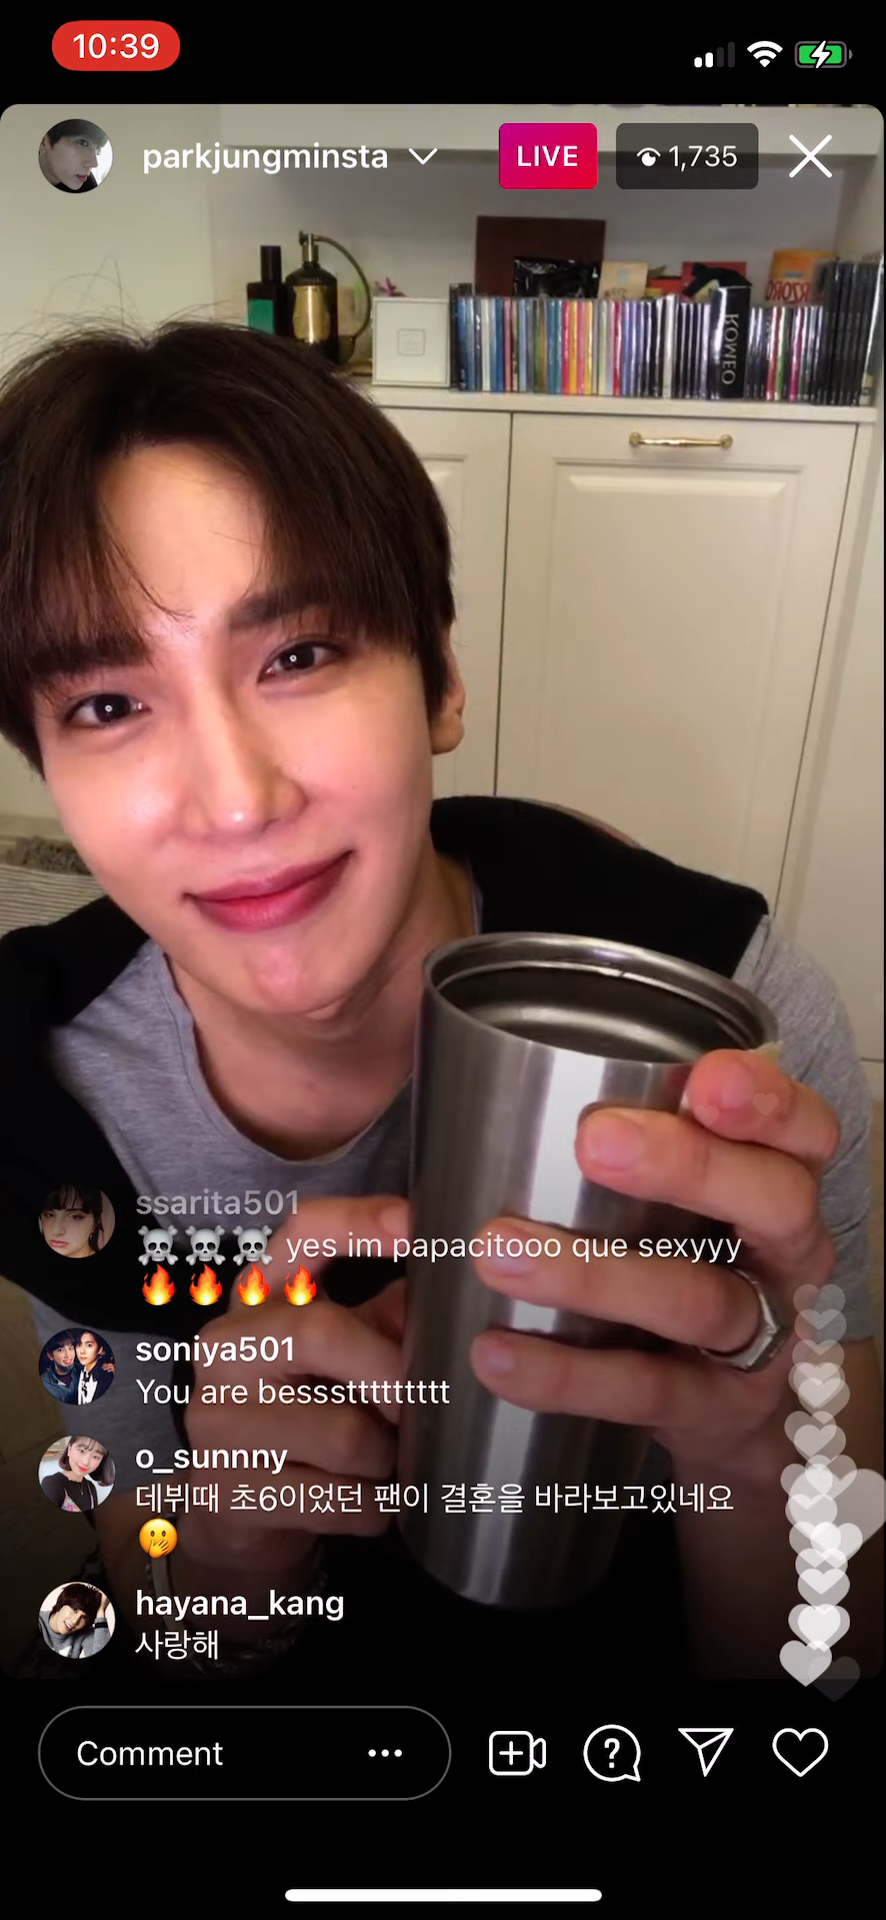 10:39
parkjungminsta
LIVE
1,735
KOWEO
ssarita501
☠️☠️☠️ yes im papacitooo que sexyyy
🔥🔥🔥🔥
soniya501
You are besssttttttttt
o_sunnny
데뷔때 초6이었던 팬이 결혼을 바라보고있네요
🤭
hayana_kang
사랑해
Comment